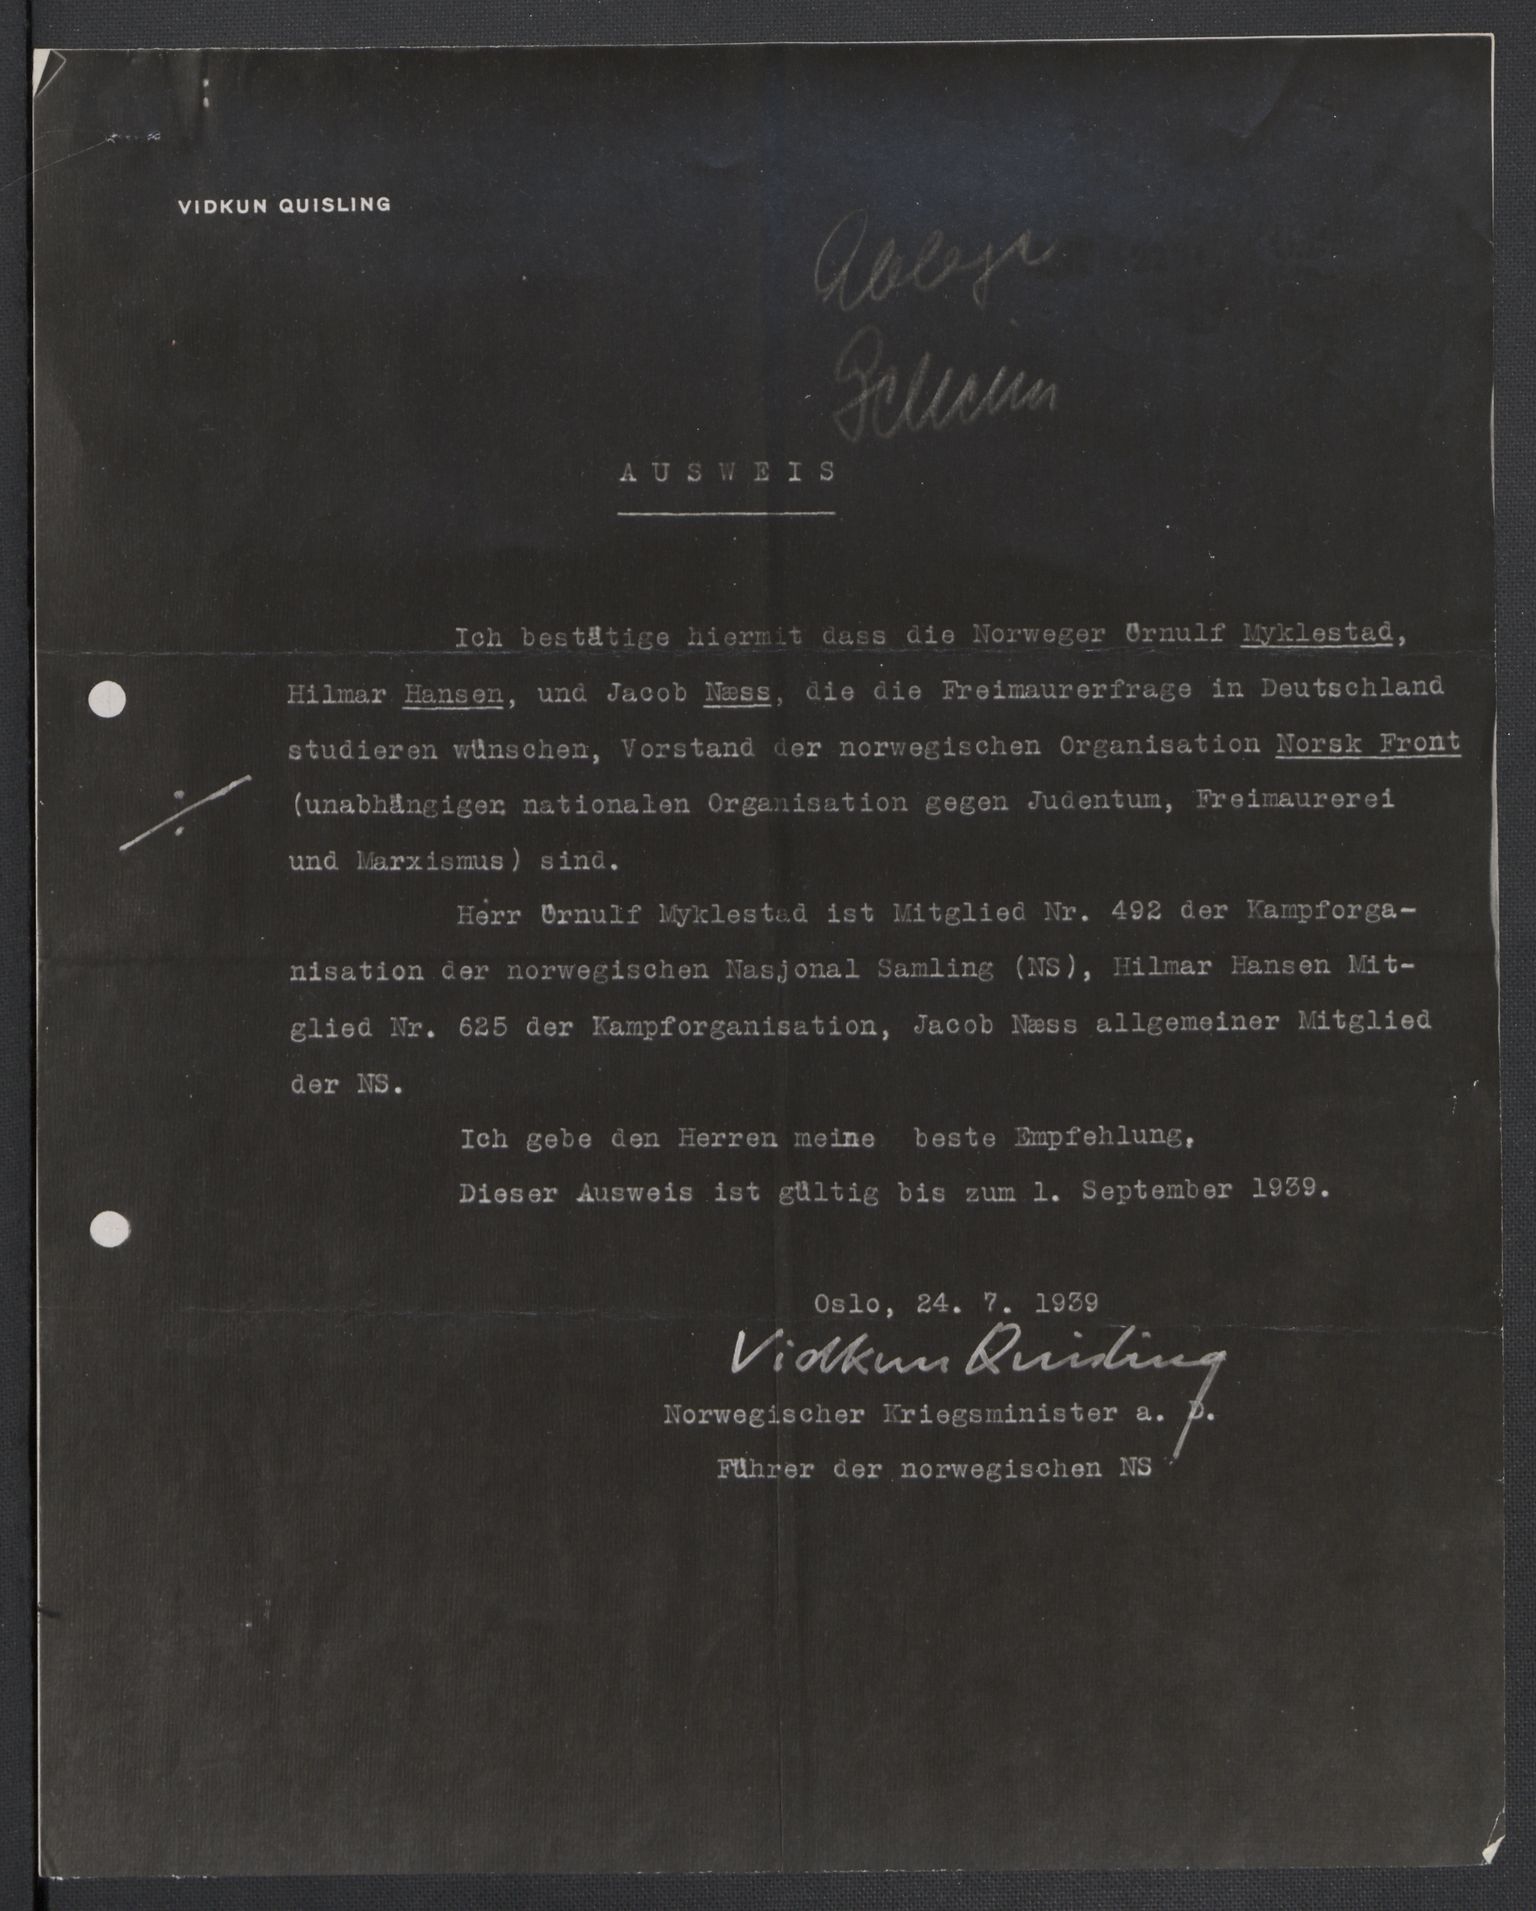 VIDKUN QUISLING
A U S W E I S
Ich bestätige hiermit dass die Norweger Örnulf Myklestad,
Hilmar Hansen, und Jacob Næss, die die Freimaurerfrage in Deutschland
studieren wünschen, Vorstand der norwegischen Organisation Norsk Front
(unabhängiger nationalen Organisation gegen Judentum, Freimaurerei
und Marxismus) sind.
Herr Örnulf Myklestad ist Mitglied Nr. 492 der Kampforga-
nisation der norwegischen Nasjonal Samling (NS), Hilmar Hansen Mit-
glied Nr. 625 der Kampforganisation, Jacob Næss allgemeiner Mitglied
der NS.
Ich gebe den Herren meine beste Empfehlung.
Dieser Ausweis ist gültig bis zum 1. September 1939.
Oslo, 24. 7. 1939
Vidkun Quisling
Norwegischer Kriegsminister a. D.
Führer der norwegischen NS